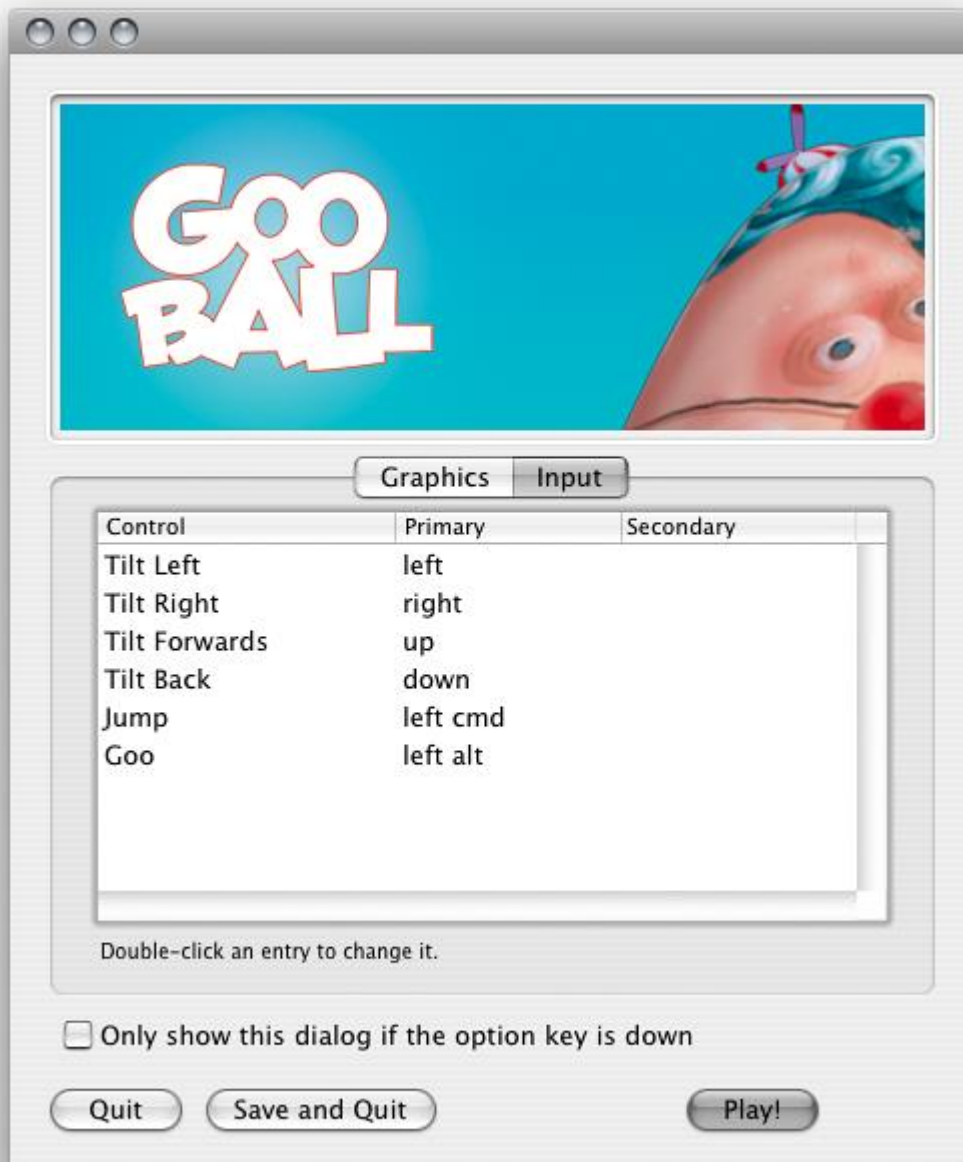 GOO
BALL
Graphics Input
Control Primary Secondary
Tilt Left left
Tilt Right right
Tilt Forwards up
Tilt Back down
Jump left cmd
Goo left alt
Double-click an entry to change it.
Only show this dialog if the option key is down
Quit Save and Quit Play!